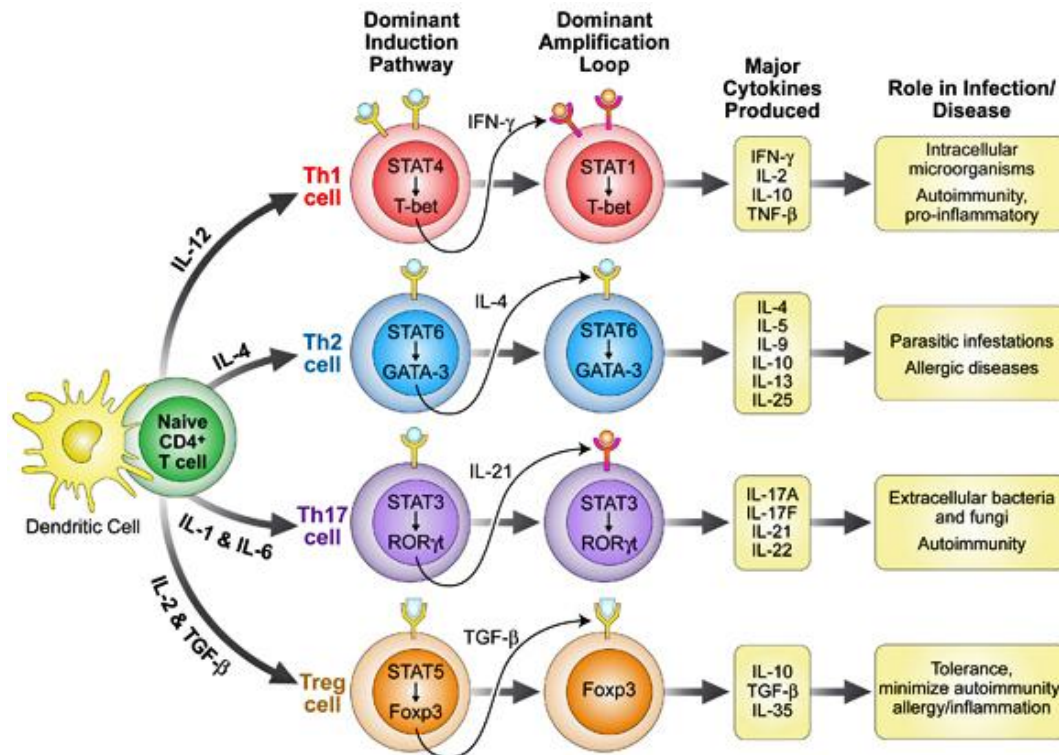 Dominant
Induction
Pathway
Dominant
Amplification
Loop
Major
Cytokines
Produced
Role in Infection/
Disease
Th1
cell
STAT4
T-bet
IFN-γ
STAT1
T-bet
IFN-γ
IL-2
IL-10
TNF-β
Intracellular
microorganisms
Autoimmunity,
pro-inflammatory
IL-12
Th2
cell
STAT6
GATA-3
IL-4
STAT6
GATA-3
IL-4
IL-5
IL-9
IL-10
IL-13
IL-25
Parasitic infestations
Allergic diseases
IL-4
Naive
CD4+
T cell
Dendritic Cell
IL-1 & IL-6
Th17
cell
STAT3
RORγt
IL-21
STAT3
RORγt
IL-17A
IL-17F
IL-21
IL-22
Extracellular bacteria
and fungi
Autoimmunity
IL-2 & TGF-β
Treg
cell
STAT5
Foxp3
TGF-β
Foxp3
IL-10
TGF-β
IL-35
Tolerance,
minimize autoimmunity
allergy/inflammation